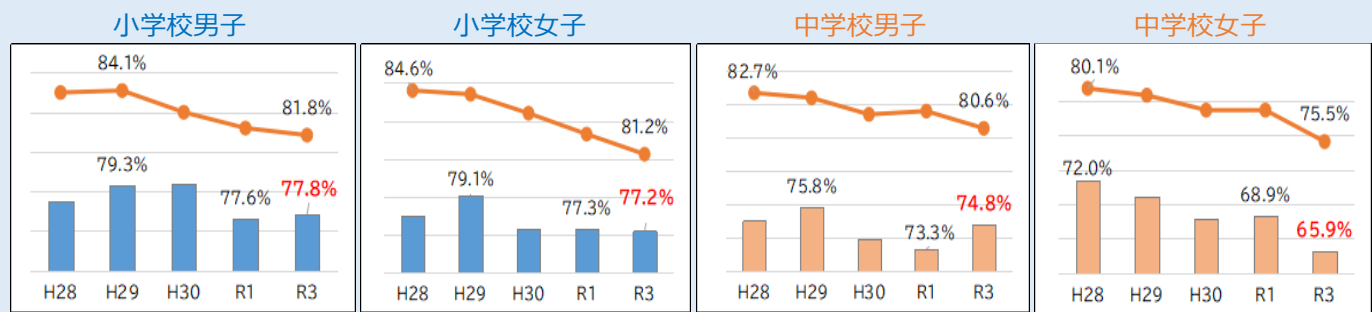 小学校男子
84.1%
81.8%
79.3%
77.6%
77.8%
H28 H29 H30 R1 R3
小学校女子
84.6%
81.2%
79.1%
77.3%
77.2%
H28 H29 H30 R1 R3
中学校男子
82.7%
80.6%
75.8%
73.3%
74.8%
H28 H29 H30 R1 R3
中学校女子
80.1%
75.5%
72.0%
68.9%
65.9%
H28 H29 H30 R1 R3